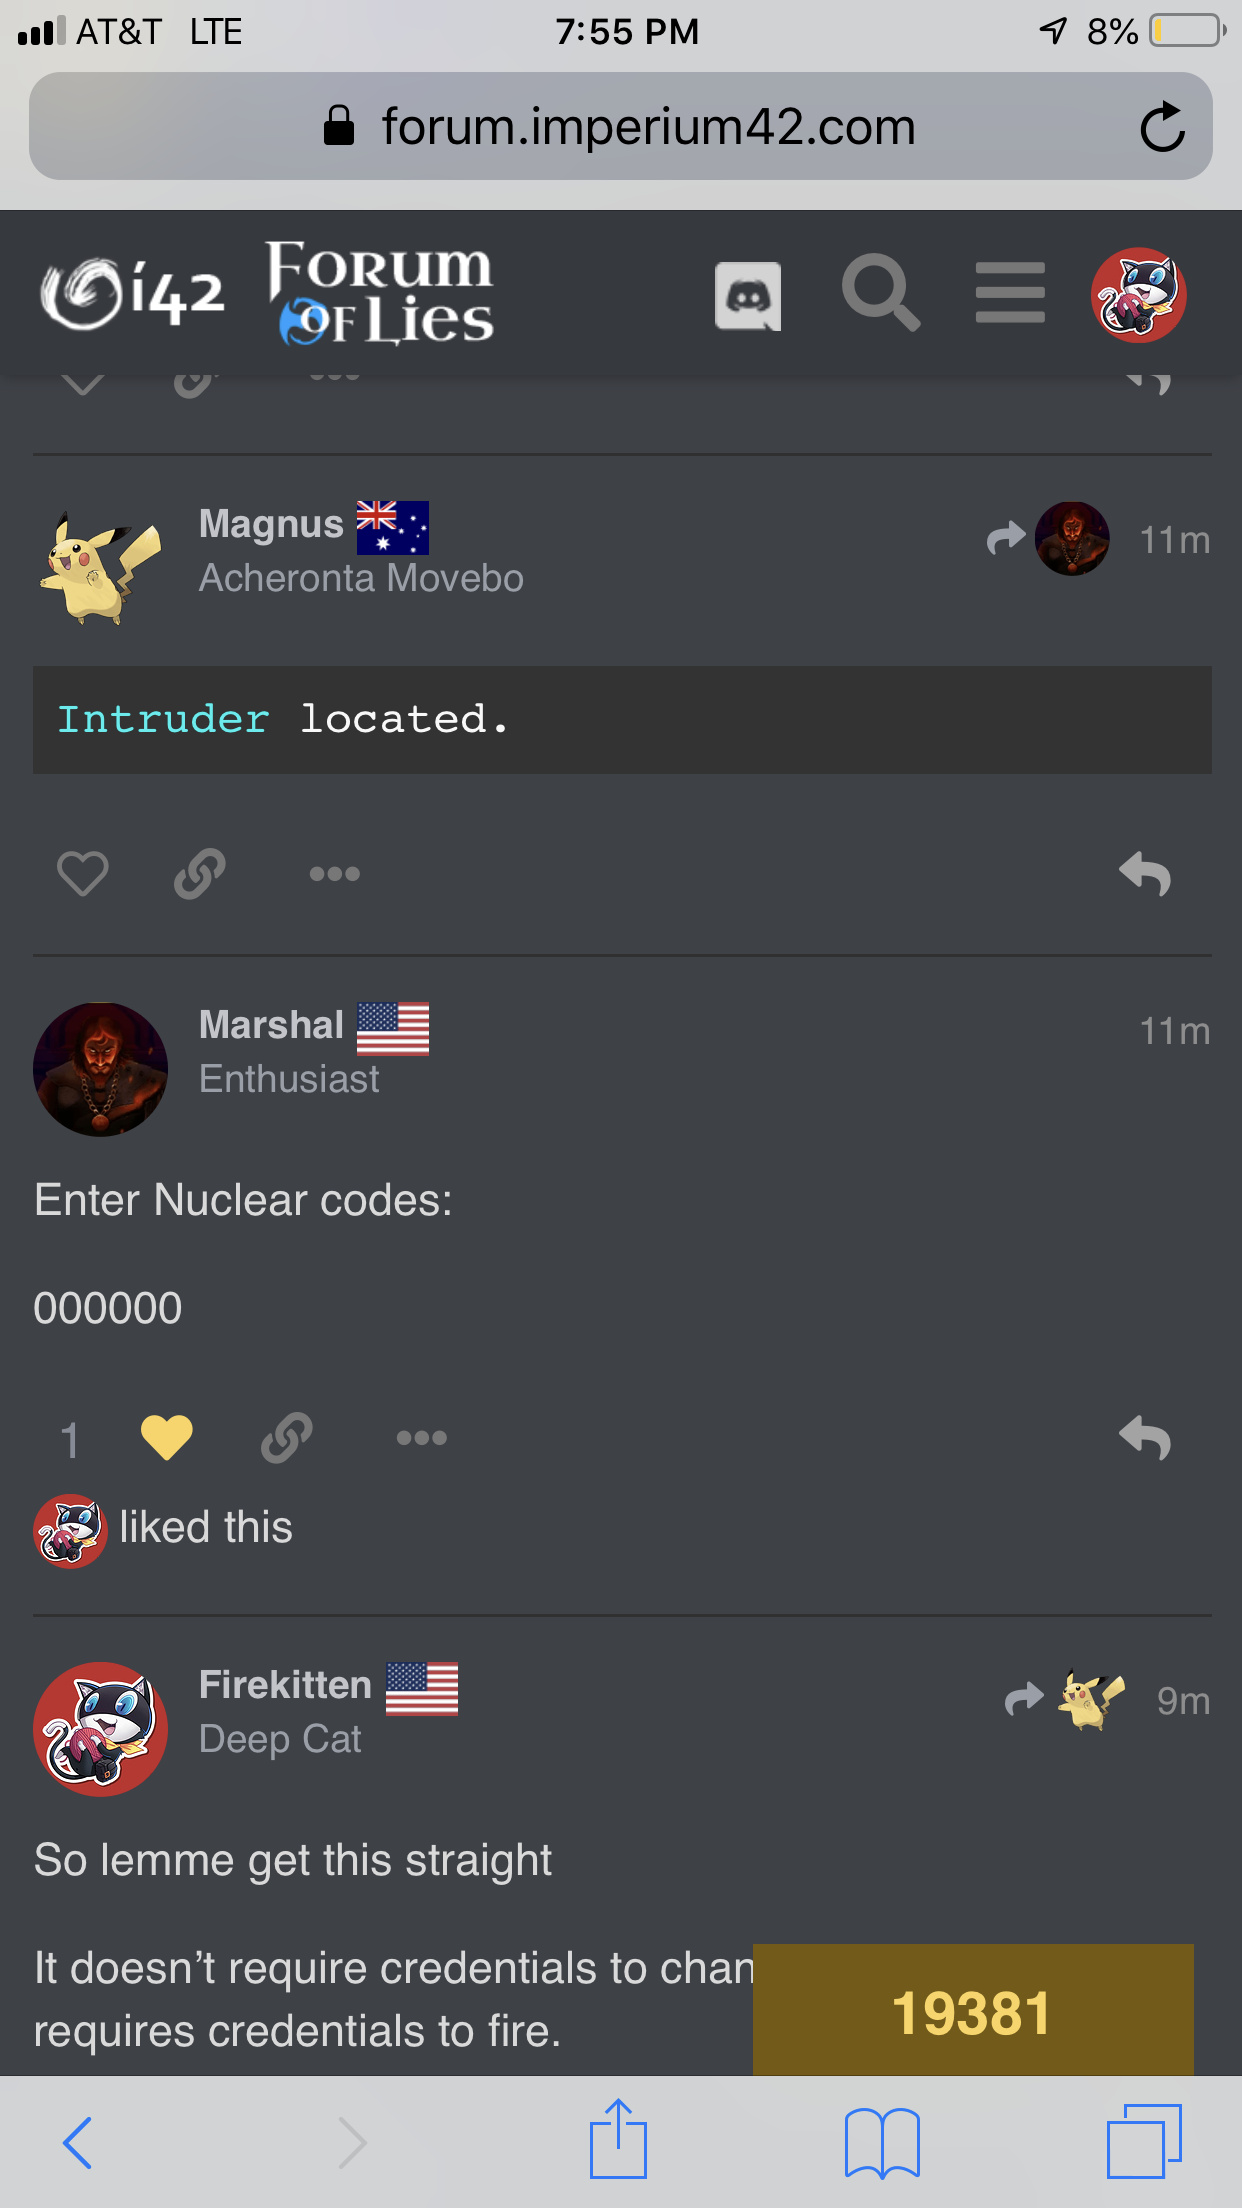 AT&T LTE 7:55 PM 8%
forum.imperium42.com
i42 Forum of Lies
Magnus 11m
Acheronta Movebo
Intruder located.
Marshal 11m
Enthusiast
Enter Nuclear codes:
000000
1
liked this
Firekitten 9m
Deep Cat
So lemme get this straight
It doesn't require credentials to chan
requires credentials to fire.
19381